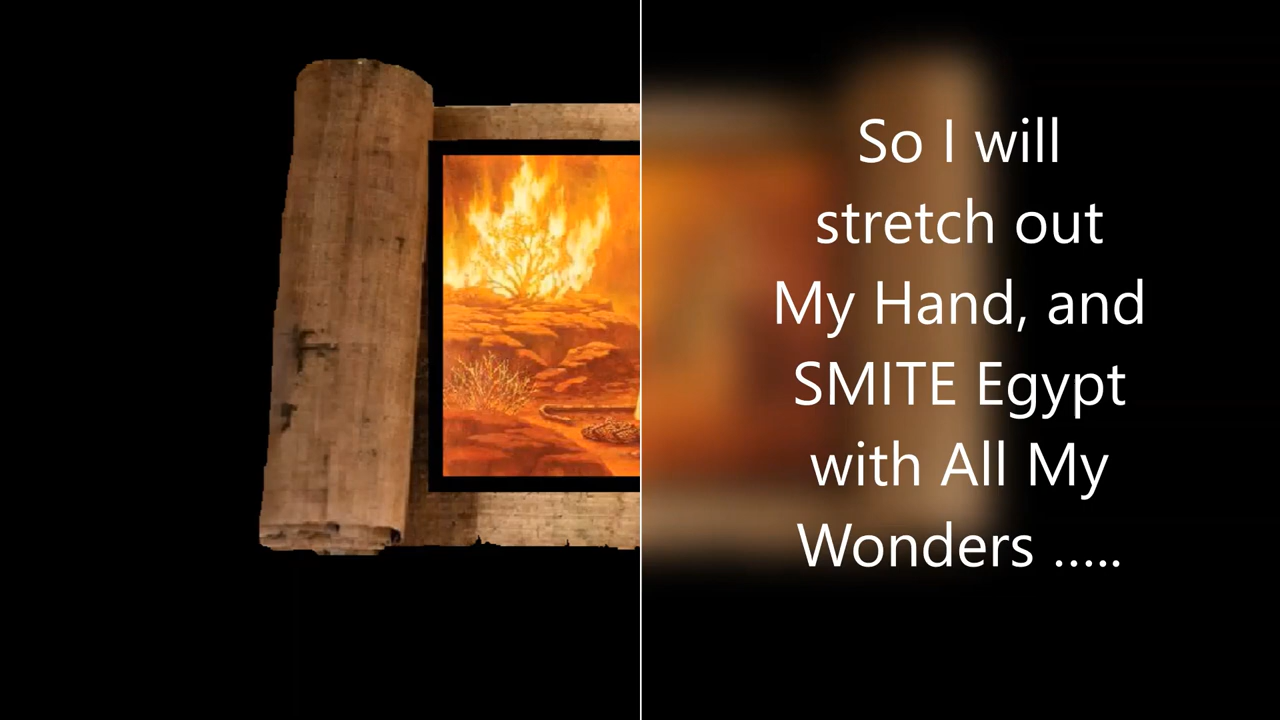 So I will
stretch out
My Hand, and
SMITE Egypt
with All My
Wonders .....